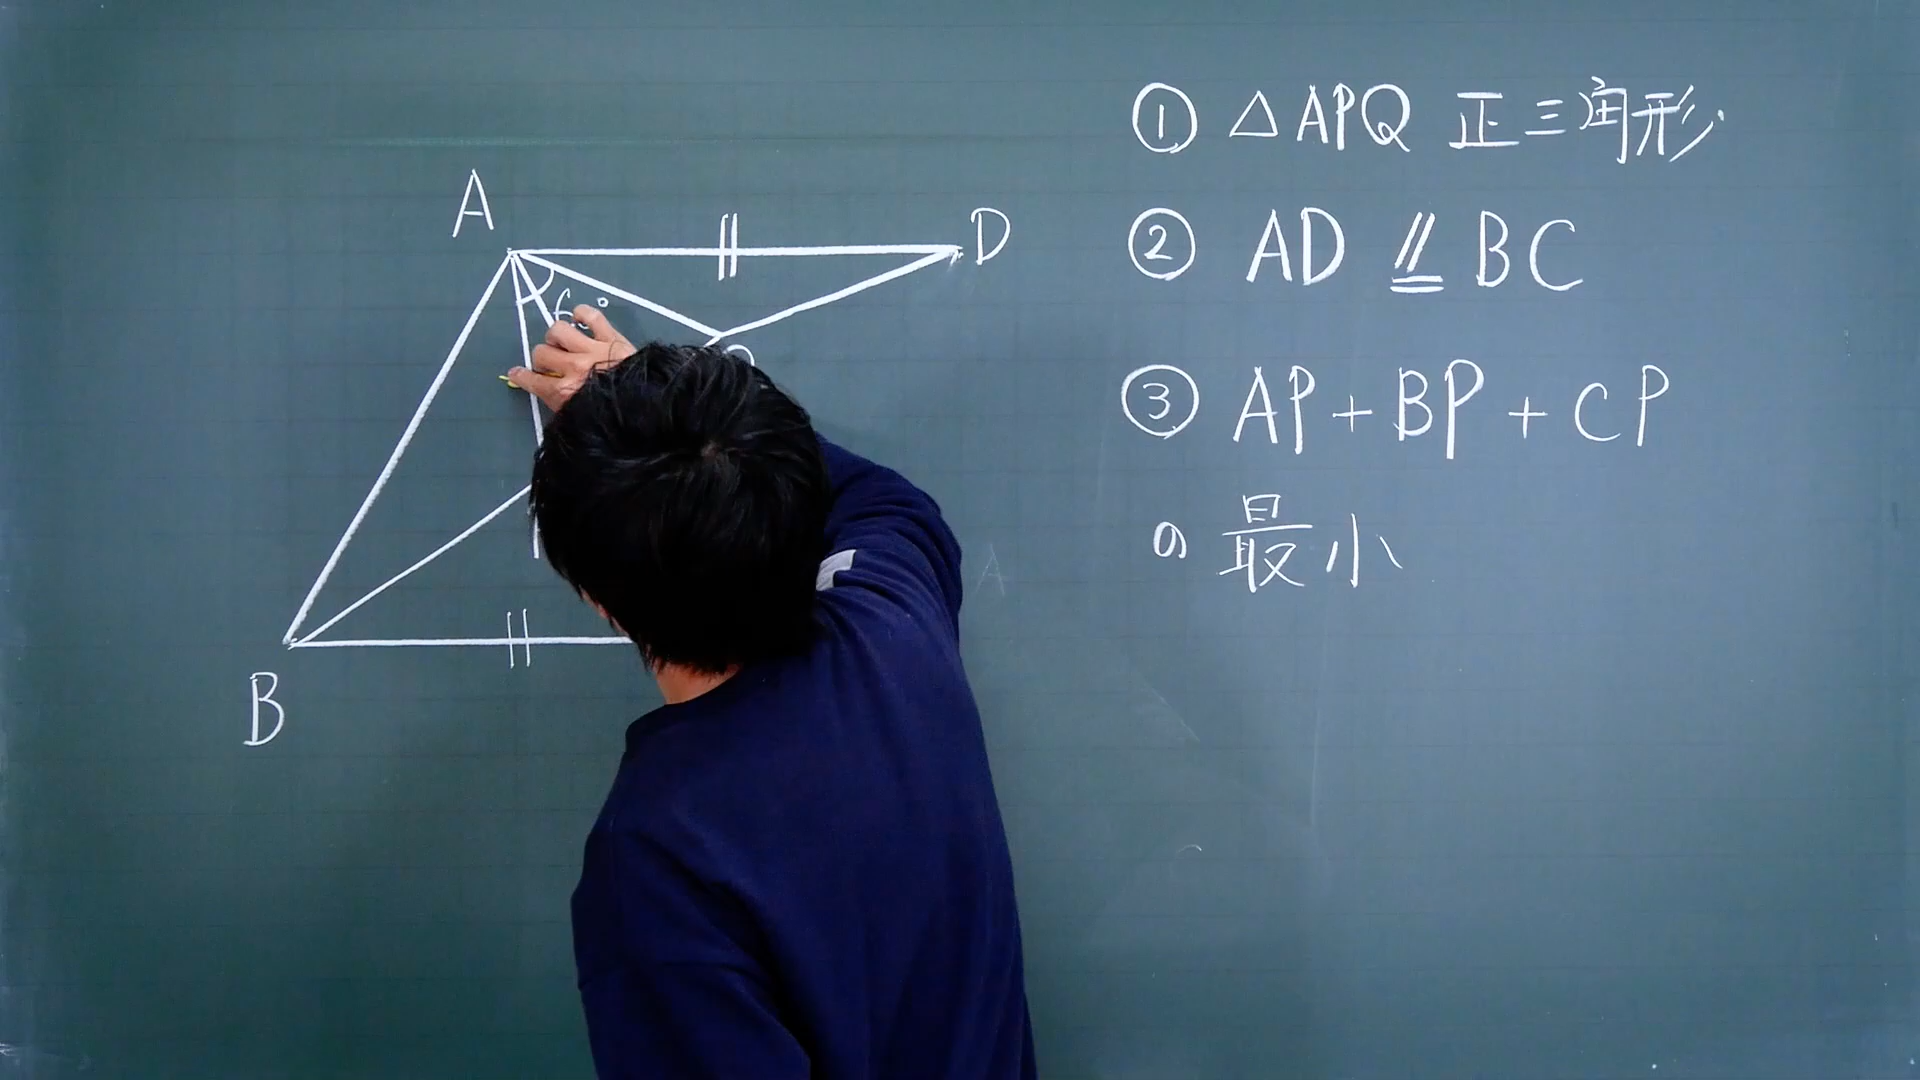 ① △APQ 正三角形
② AD ∥ BC
③ AP+BP+CP
の最小
A
D
B